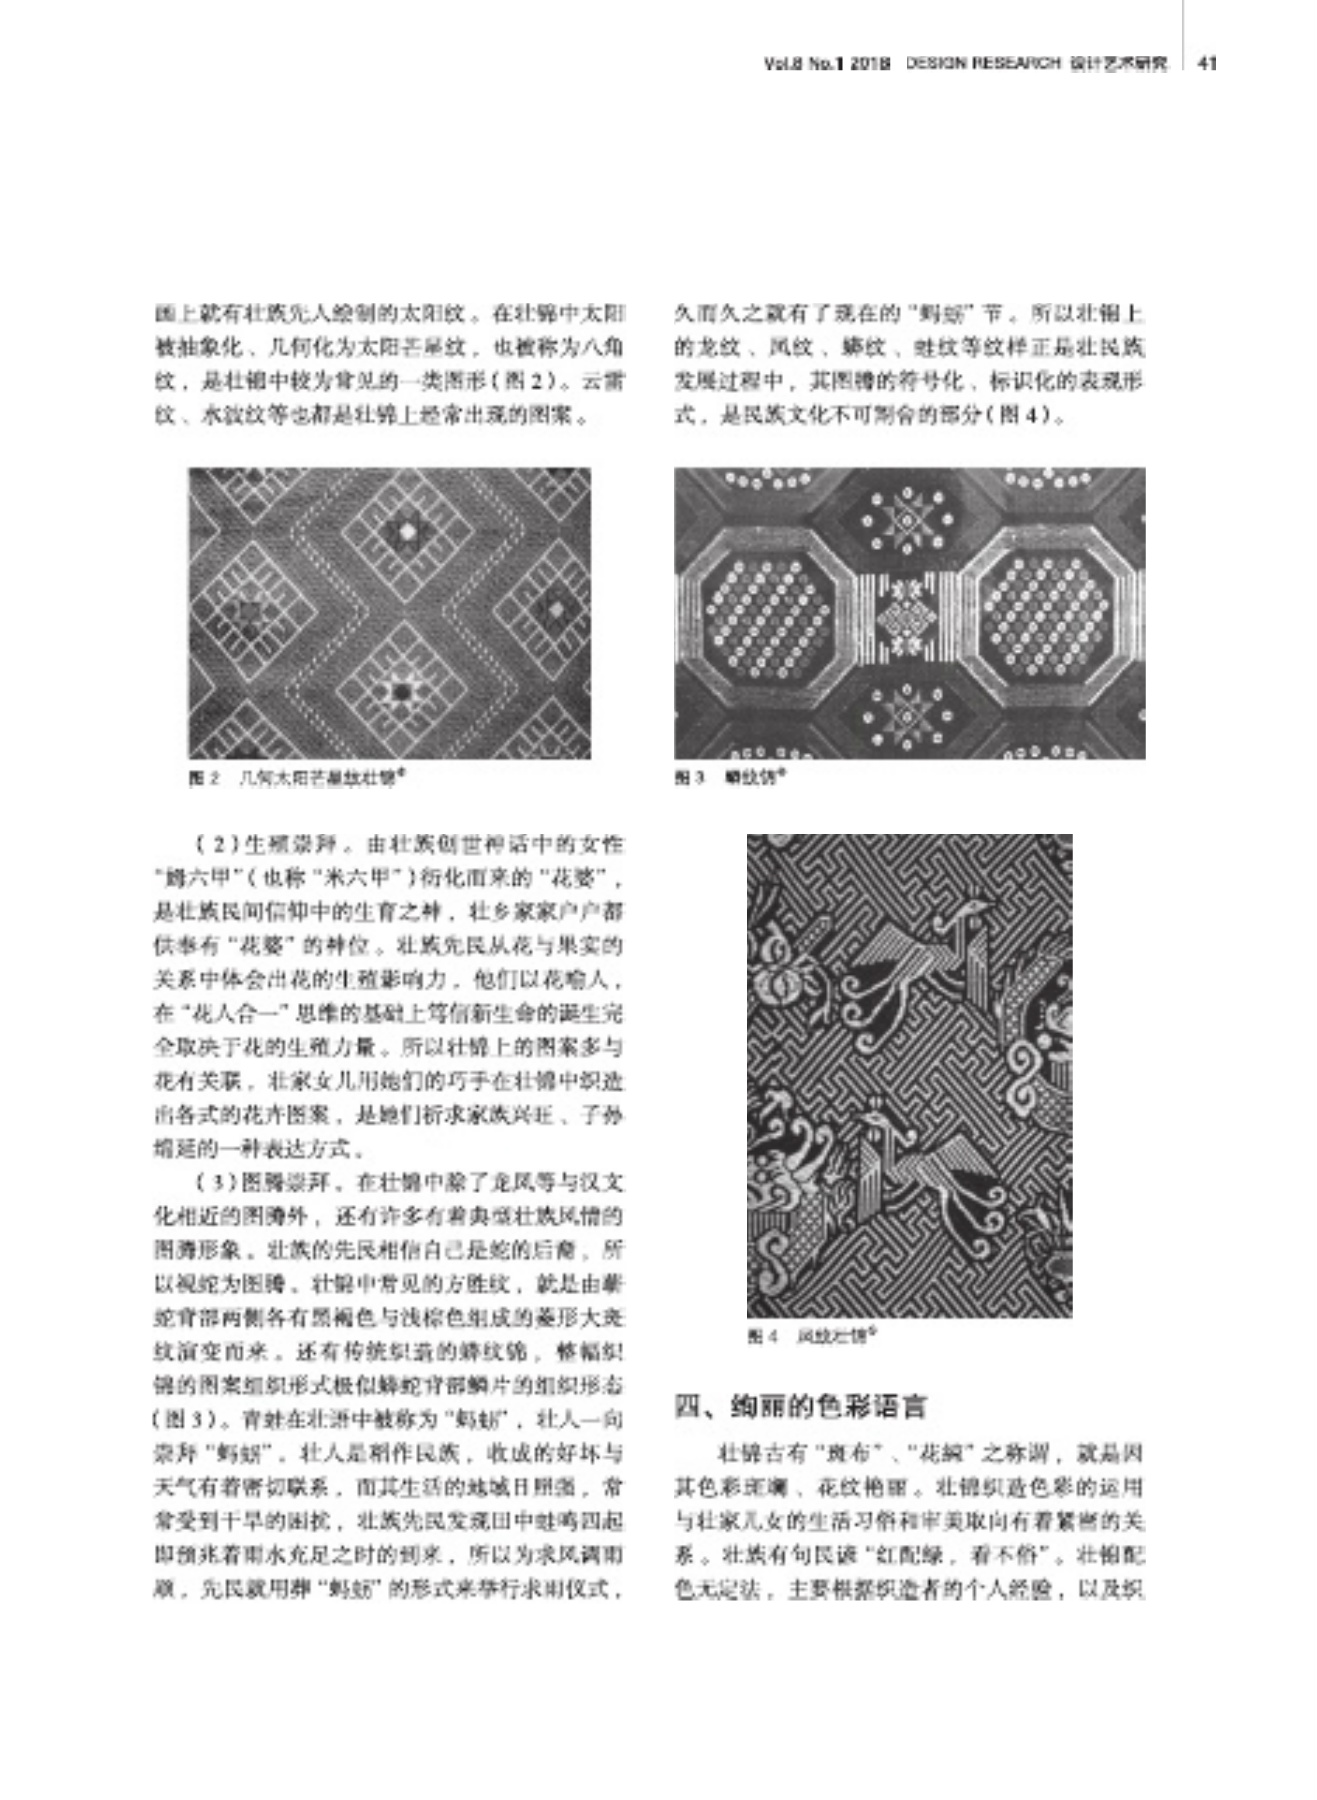 Vol.8 No.1 2018 DESIGN RESEARCH 设计艺术研究 41
画上就有壮族先人绘制的太阳纹。在壮锦中太阳
被抽象化、几何化为太阳芒星纹，也被称为八角
纹，是壮锦中较为常见的一类图形（图2）。云雷
纹、水波纹等也都是壮锦上经常出现的图案。
图2 几何太阳芒星纹壮锦
（2）生殖崇拜。由壮族创世神话中的女性
“姆六甲”（也称“米六甲”）衍化而来的“花婆”，
是壮族民间信仰中的生育之神，壮乡家家户户都
供奉有“花婆”的神位。壮族先民从花与果实的
关系中体会出花的生殖影响力，他们以花喻人，
在“花人合一”思维的基础上笃信新生命的诞生完
全取决于花的生殖力量。所以壮锦上的图案多与
花有关联，壮家女儿用她们的巧手在壮锦中织造
出各式的花卉图案，是她们祈求家族兴旺、子孙
绵延的一种表达方式。
（3）图腾崇拜。在壮锦中除了龙凤等与汉文
化相近的图腾外，还有许多有着典型壮族风情的
图腾形象。壮族的先民相信自己是蛇的后裔，所
以视蛇为图腾。壮锦中常见的方胜纹，就是由蕲
蛇背部两侧各有黑褐色与浅棕色组成的菱形大斑
纹演变而来。还有传统织造的蟒纹锦，整幅织
锦的图案组织形式极似蟒蛇背部鳞片的组织形态
（图3）。青蛙在壮语中被称为“蚂𧊅”，壮人一向
崇拜“蚂𧊅”。壮人是稻作民族，收成的好坏与
天气有着密切联系，而其生活的地域日照强，常
常受到干旱的困扰，壮族先民发现田中蛙鸣四起
即预兆着雨水充足之时的到来，所以为求风调雨
顺，先民就用葬“蚂𧊅”的形式来举行求雨仪式，
久而久之就有了现在的“蚂𧊅”节。所以壮锦上
的龙纹、凤纹、蟒纹、蛙纹等纹样正是壮民族
发展过程中，其图腾的符号化、标识化的表现形
式，是民族文化不可割舍的部分（图4）。
图3 蟒纹锦
图4 凤纹壮锦
四、绚丽的色彩语言
壮锦古有“斑布”、“花𦈡”之称谓，就是因
其色彩斑斓、花纹艳丽。壮锦织造色彩的运用
与壮家儿女的生活习俗和审美取向有着紧密的关
系。壮族有句民谚“红配绿，看不俗”。壮锦配
色无定法，主要根据织造者的个人经验，以及织